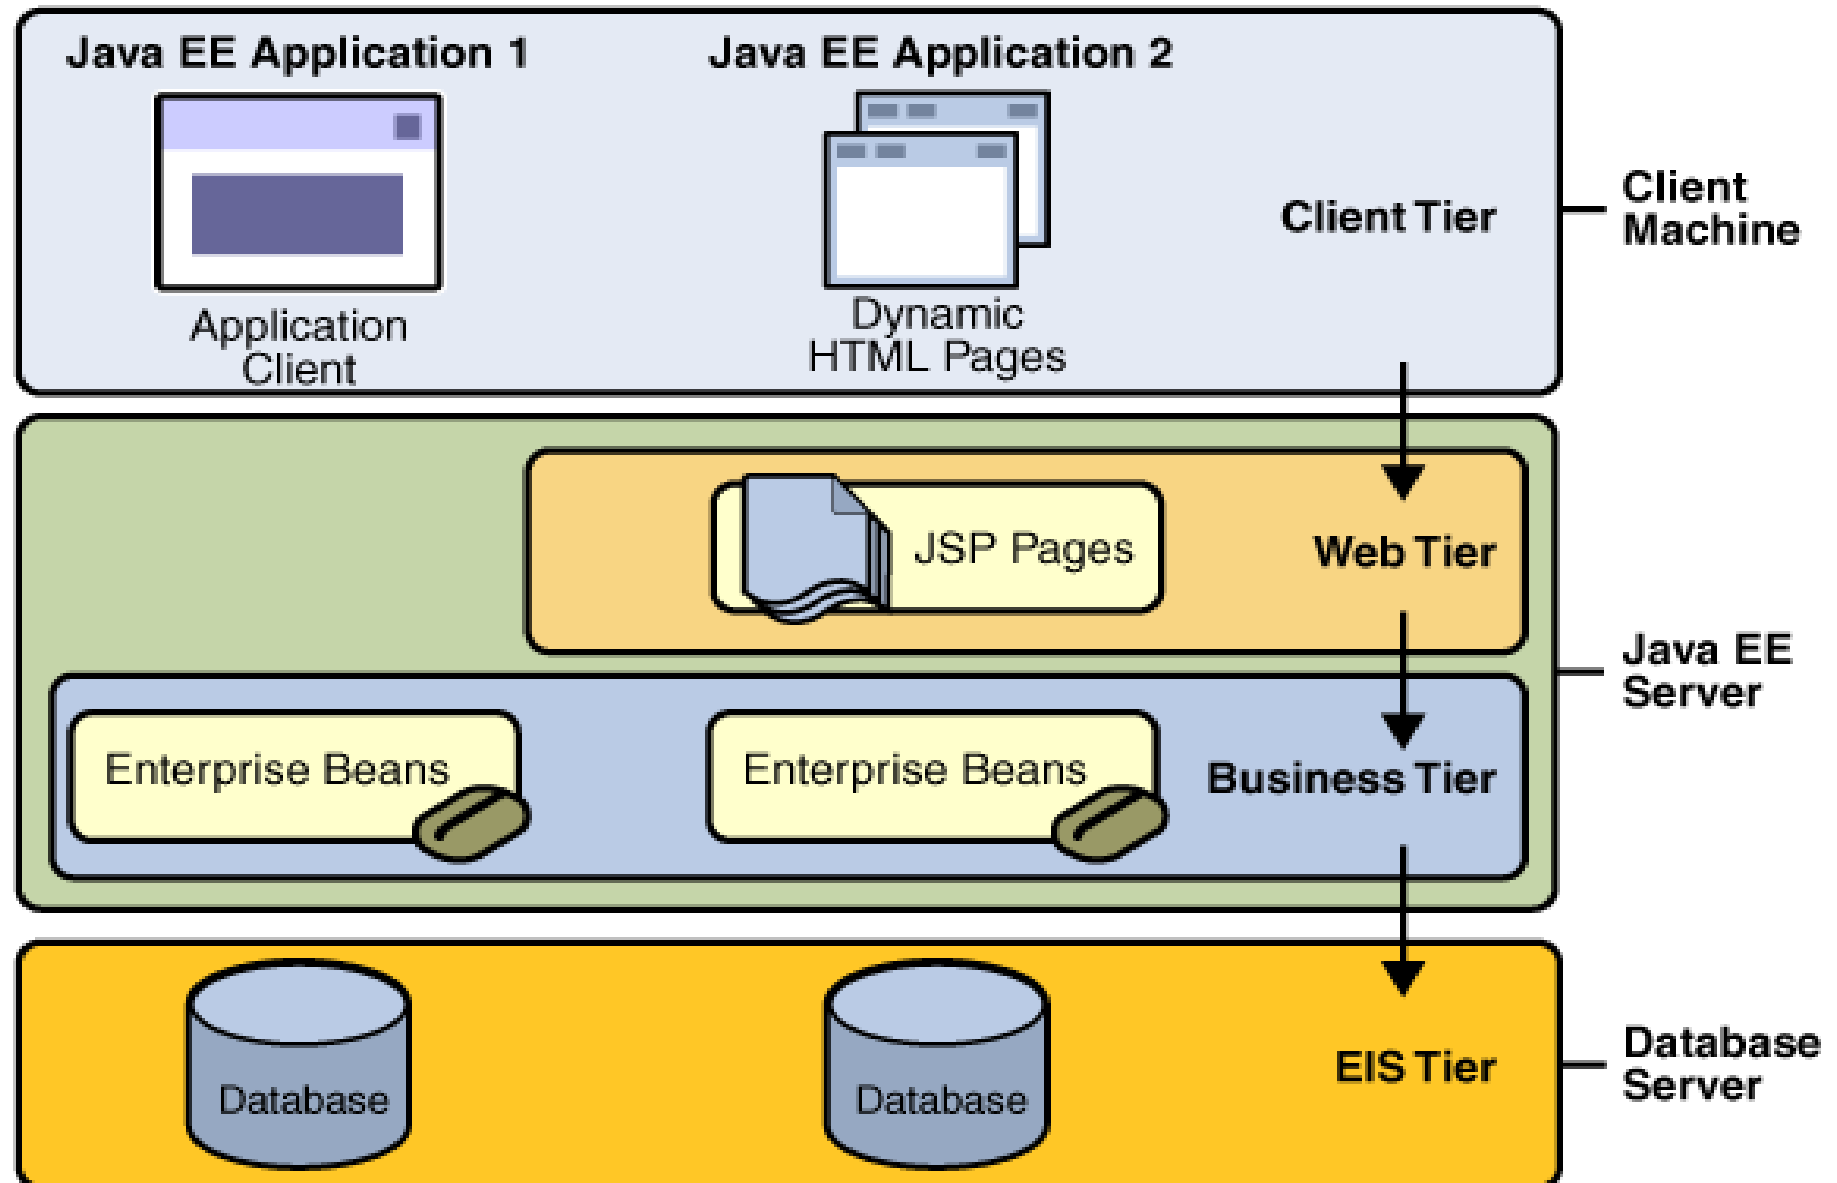 Java EE Application 1
Java EE Application 2
Application
Client
Dynamic
HTML Pages
Client Tier
Client
Machine
JSP Pages
Web Tier
Java EE
Server
Enterprise Beans
Enterprise Beans
Business Tier
Database
Database
EIS Tier
Database
Server